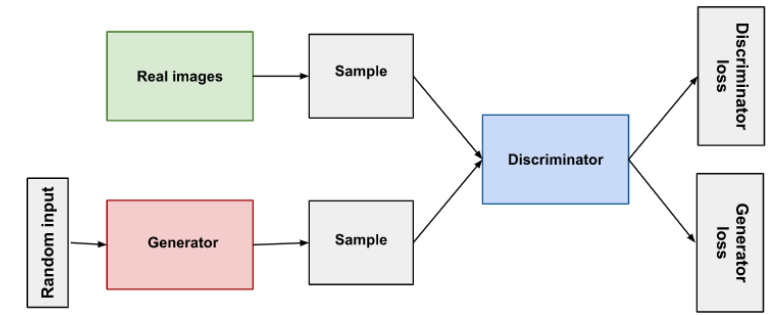 Real images
Sample
Discriminator
loss
Discriminator
Random input
Generator
Sample
Generator
loss